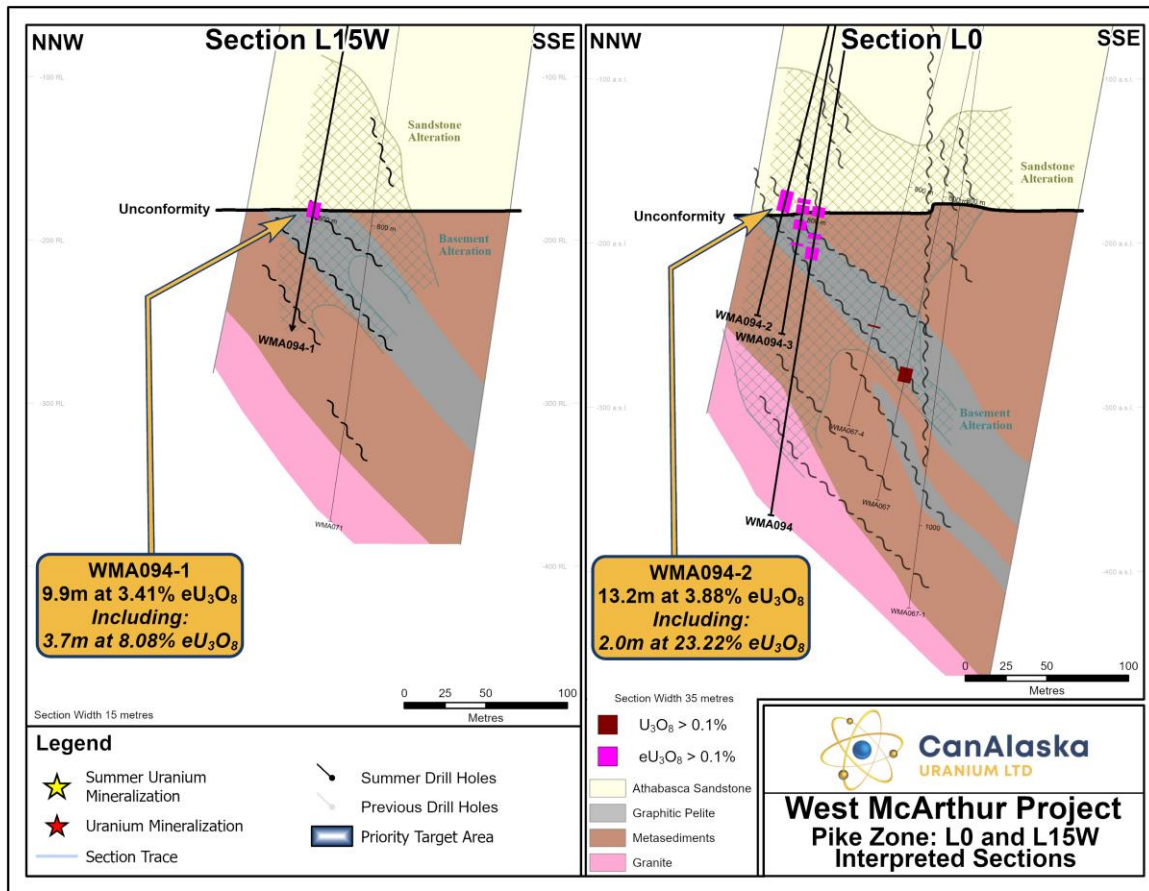 NNW
Section L15W
SSE
-100 RL
Sandstone
Alteration
Unconformity
800 m
800 m
-200 RL
Basement
Alteration
WMA094-1
-300 RL
WMA071
-400 RL
WMA094-1
9.9m at 3.41% eU₃O₈
Including:
3.7m at 8.08% eU₃O₈
0 25 50 100
Metres
Section Width 15 metres
NNW
Section L0
SSE
-100 a.s.l.
-100 a.s.l.
Sandstone
Alteration
800 m
800 m
Unconformity
800 m
-200 a.s.l.
-200 a.s.l.
WMA094-2
WMA094-3
-300 a.s.l.
Basement
Alteration
WMA067-4
WMA067
WMA094
1000
-400 a.s.l.
-400 a.s.l.
WMA067-1
WMA094-2
13.2m at 3.88% eU₃O₈
Including:
2.0m at 23.22% eU₃O₈
0 25 50 100
Metres
Section Width 35 metres
U₃O₈ > 0.1%
eU₃O₈ > 0.1%
Athabasca Sandstone
Graphitic Pelite
Metasediments
Granite
Legend
Summer Uranium
Mineralization
Uranium Mineralization
Section Trace
Summer Drill Holes
Previous Drill Holes
Priority Target Area
CanAlaska
URANIUM LTD
West McArthur Project
Pike Zone: L0 and L15W
Interpreted Sections